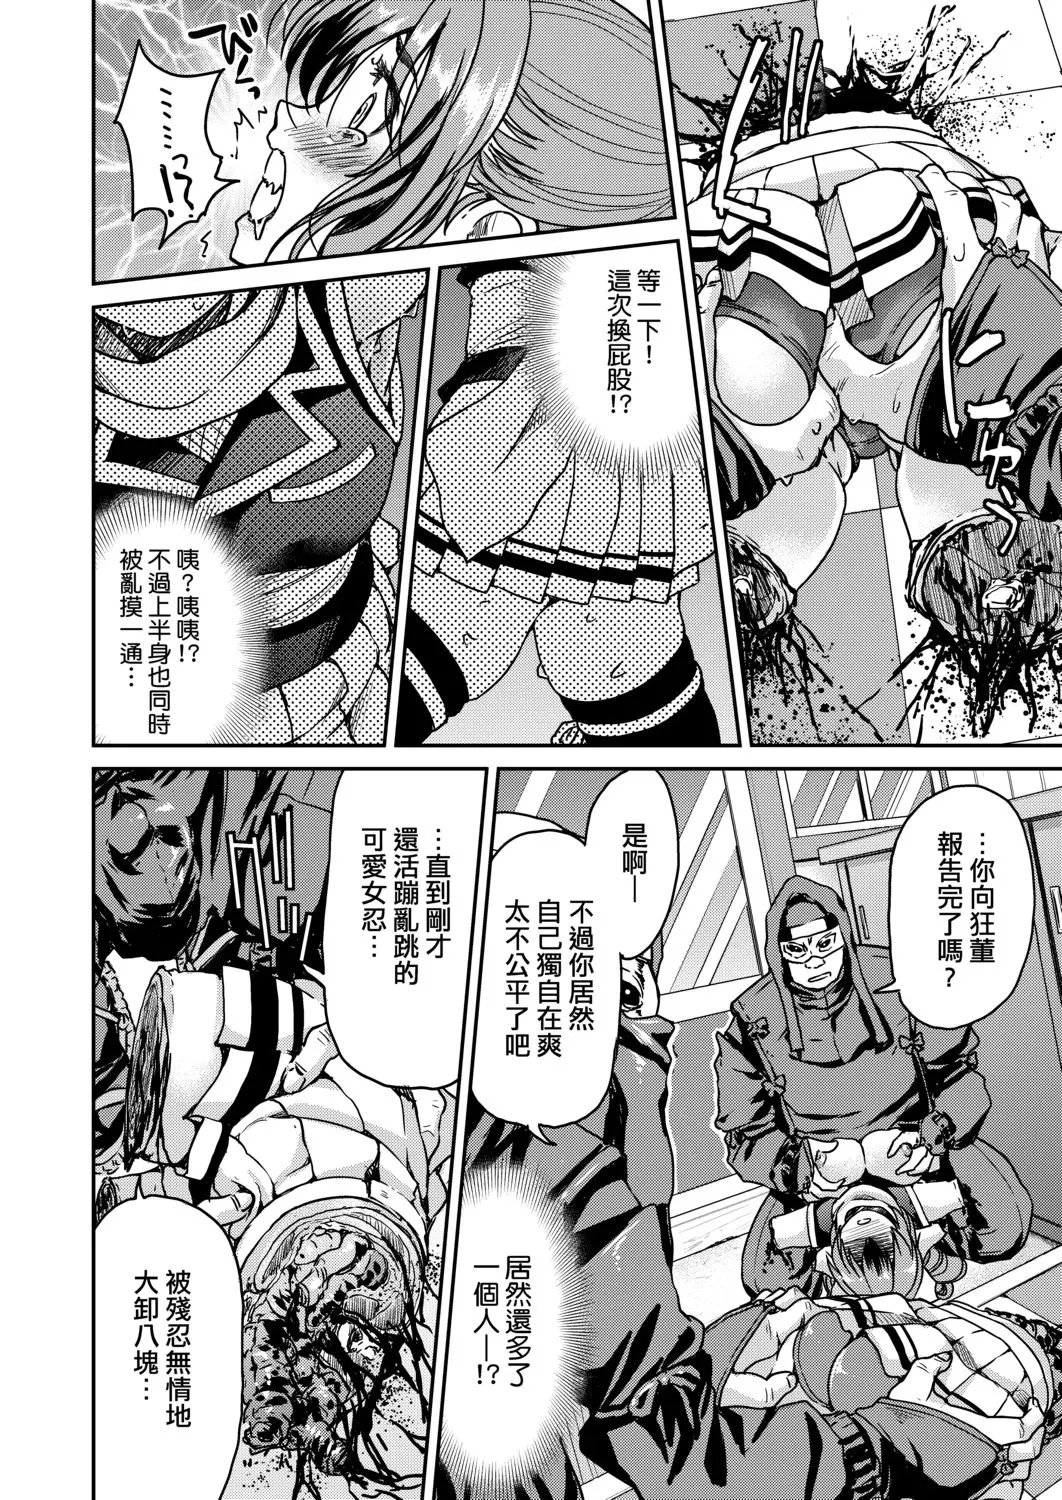 等一下！
這次換屁股!?
びくっ
……!?
咦？咦咦!?
不過上半身也同時
被亂摸一通…
…你向狂董
報告完了嗎？
是啊—
不過你居然
自己獨自在爽
太不公平了吧
居然還多了
一個人—!?
…直到剛才
還活蹦亂跳的
可愛女忍…
被殘忍無情地
大卸八塊…